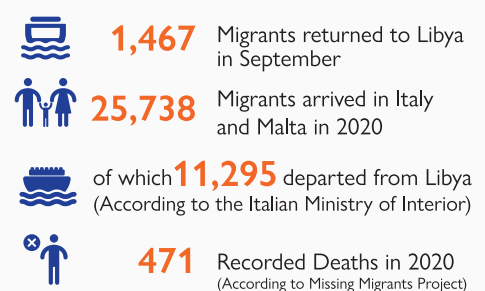 1,467 Migrants returned to Libya
in September
25,738 Migrants arrived in Italy
and Malta in 2020
of which 11,295 departed from Libya
(According to the Italian Ministry of Interior)
471 Recorded Deaths in 2020
(According to Missing Migrants Project)